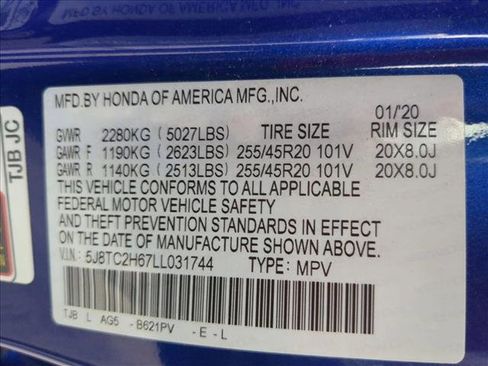 MFD.BY HONDA OF AMERICA MFG.,INC.
01/'20
GVWR 2280KG (5027LBS) TIRE SIZE RIM SIZE
GAWR F 1190KG (2623LBS) 255/45R20 101V 20X8.0J
GAWR R 1140KG (2513LBS) 255/45R20 101V 20X8.0J
THIS VEHICLE CONFORMS TO ALL APPLICABLE
FEDERAL MOTOR VEHICLE SAFETY
AND THEFT PREVENTION STANDARDS IN EFFECT
ON THE DATE OF MANUFACTURE SHOWN ABOVE.
V.I.N.: 5J8TC2H67LL031744 TYPE: MPV
TJB L AG5 - B621PV - E - L
TJB JC